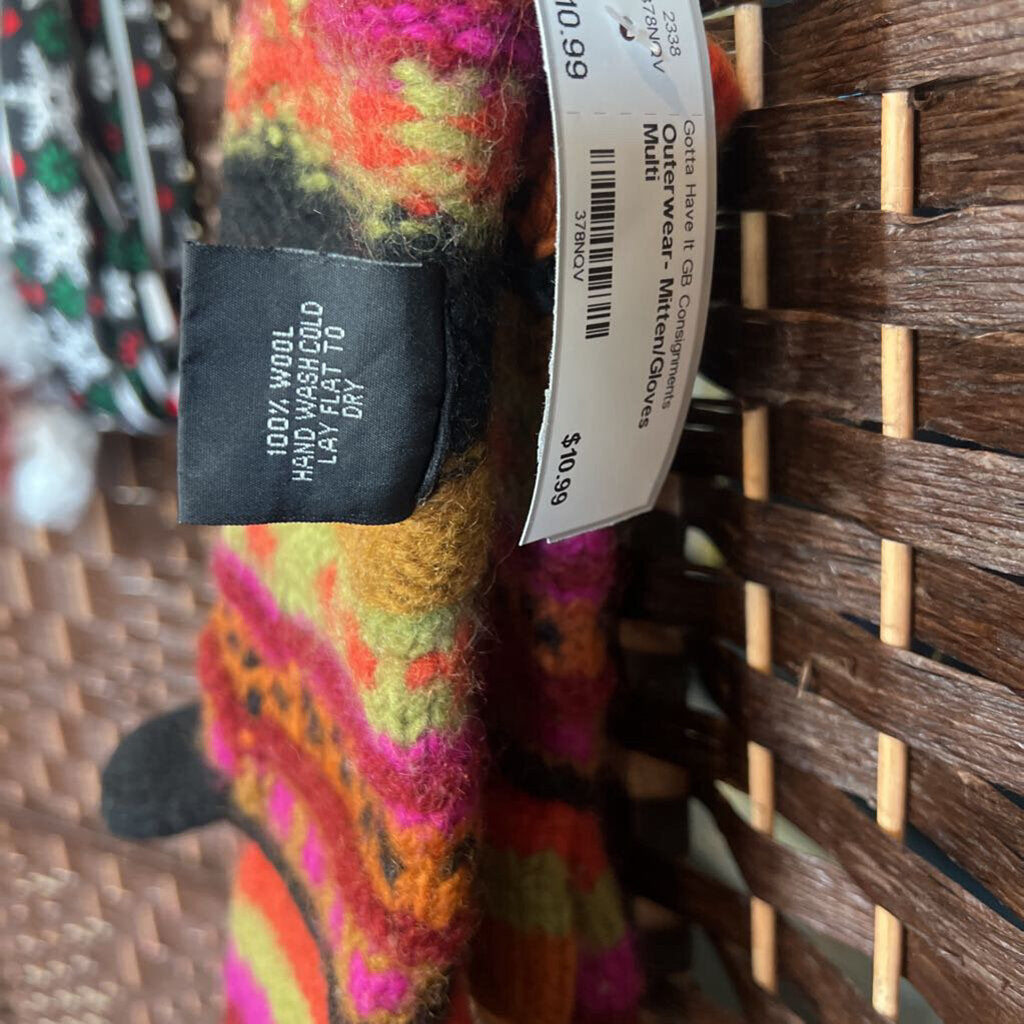 100% WOOL
HAND WASH COLD
LAY FLAT TO
DRY
2338
378NQV
10.99
Gotta Have It GB Consignments
Outerwear- Mitten/Gloves
Multi
378NQV
$10.99